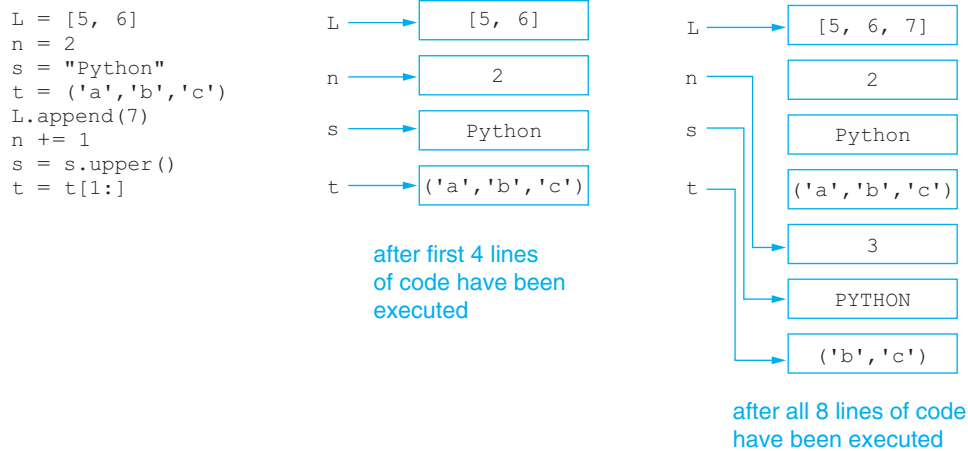 L = [5, 6]
n = 2
s = "Python"
t = ('a','b','c')
L.append(7)
n += 1
s = s.upper()
t = t[1:]
L
[5, 6]
n
2
s
Python
t
('a','b','c')
after first 4 lines
of code have been
executed
L
[5, 6, 7]
n
2
s
Python
t
('a','b','c')
3
PYTHON
('b','c')
after all 8 lines of code
have been executed